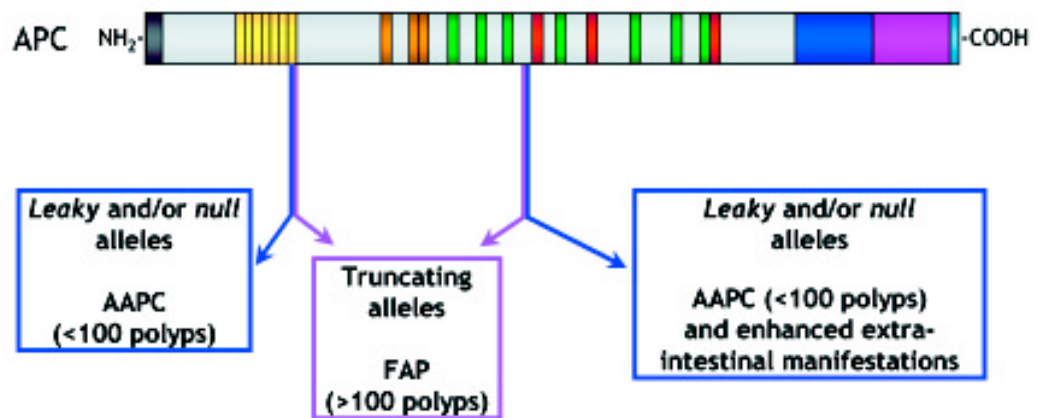 APC NH2- -COOH
Leaky and/or null
alleles
AAPC
(<100 polyps)
Truncating
alleles
FAP
(>100 polyps)
Leaky and/or null
alleles
AAPC (<100 polyps)
and enhanced extra-
intestinal manifestations